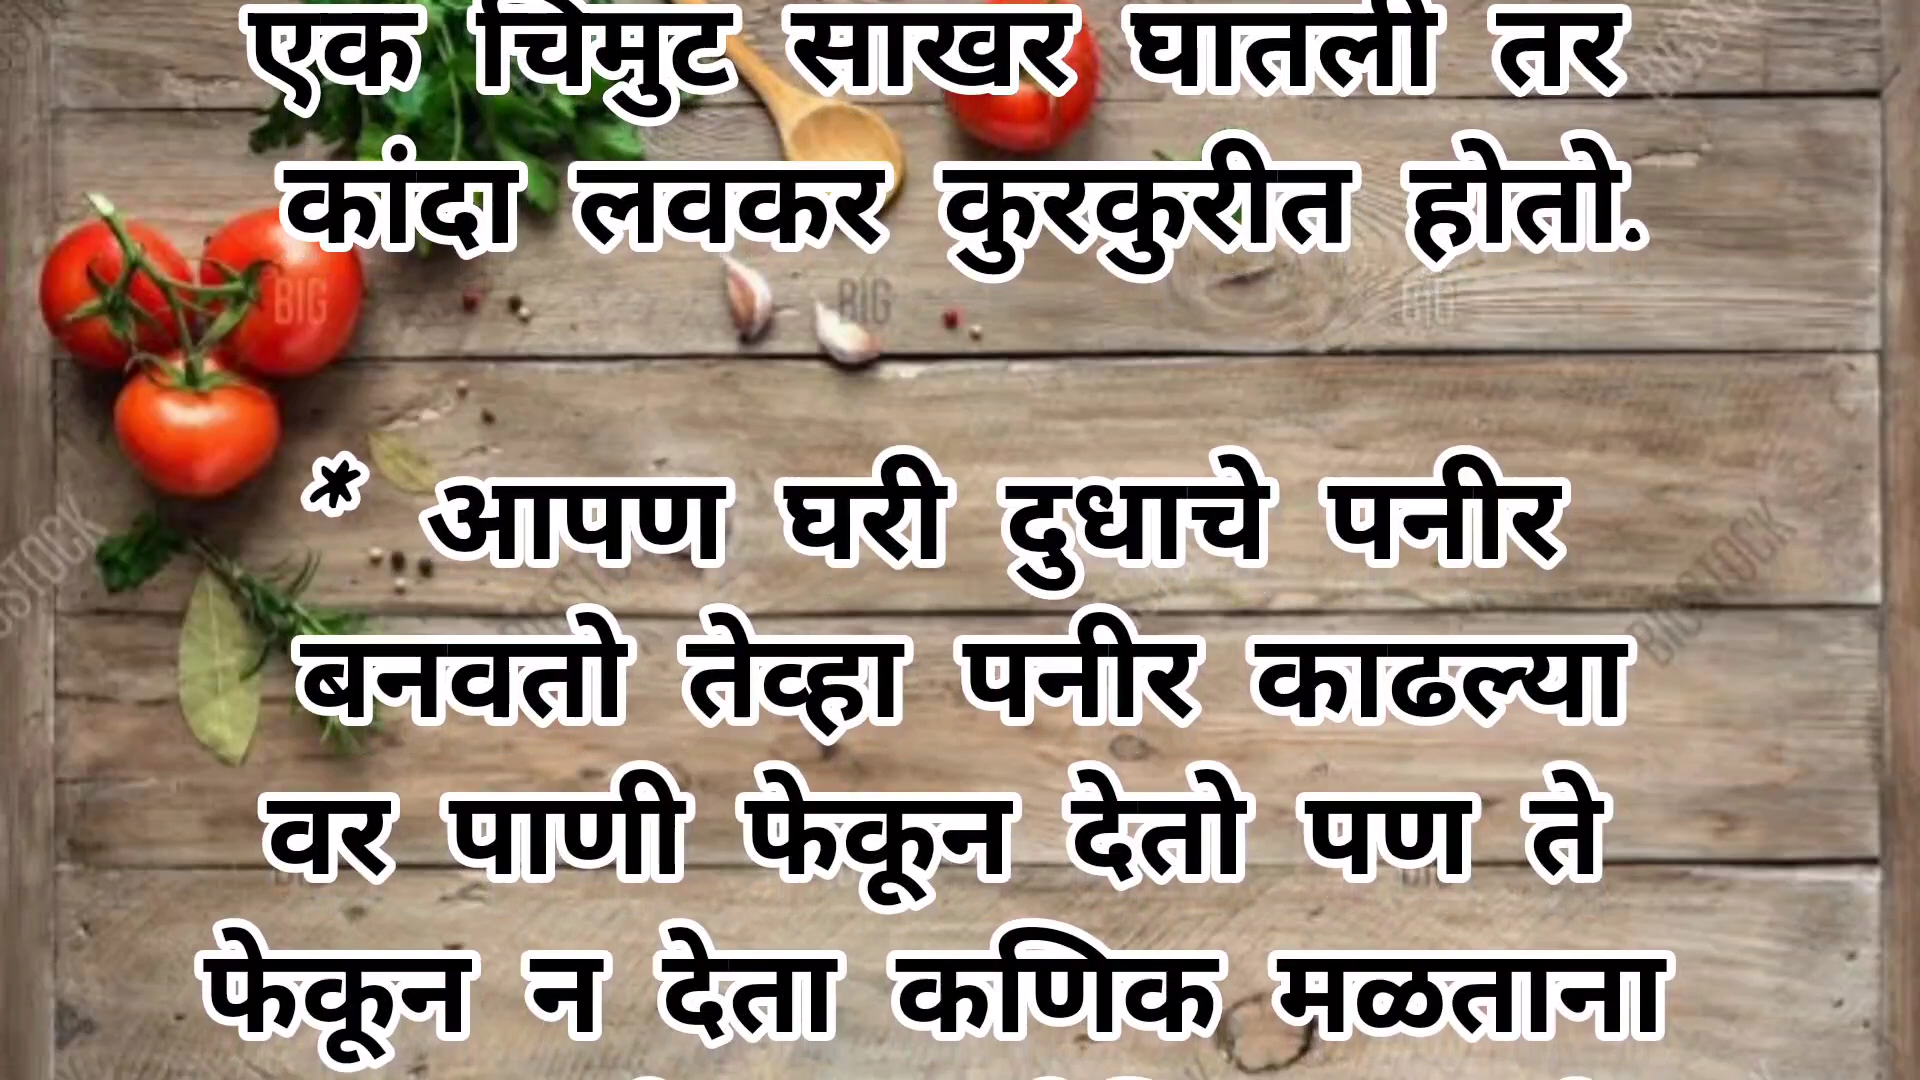 एक चिमुट साखर घातली तर
कांदा लवकर कुरकुरीत होतो.
* आपण घरी दुधाचे पनीर
बनवतो तेव्हा पनीर काढल्या
वर पाणी फेकून देतो पण ते
फेकून न देता कणिक मळताना